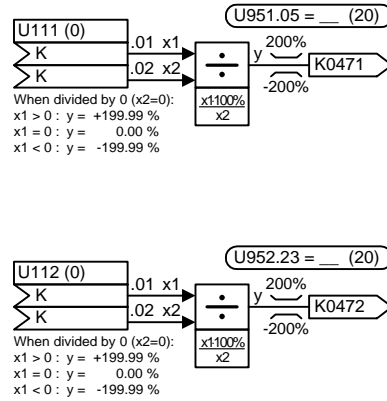 U951.05 = __ (20)
U111 (0)
K
.01 x1
K
.02 x2
÷
y
200%
-200%
K0471
x1·100%
x2
When divided by 0 (x2=0):
x1 > 0 : y = +199.99 %
x1 = 0 : y = 0.00 %
x1 < 0 : y = -199.99 %
U952.23 = __ (20)
U112 (0)
K
.01 x1
K
.02 x2
÷
y
200%
-200%
K0472
x1·100%
x2
When divided by 0 (x2=0):
x1 > 0 : y = +199.99 %
x1 = 0 : y = 0.00 %
x1 < 0 : y = -199.99 %